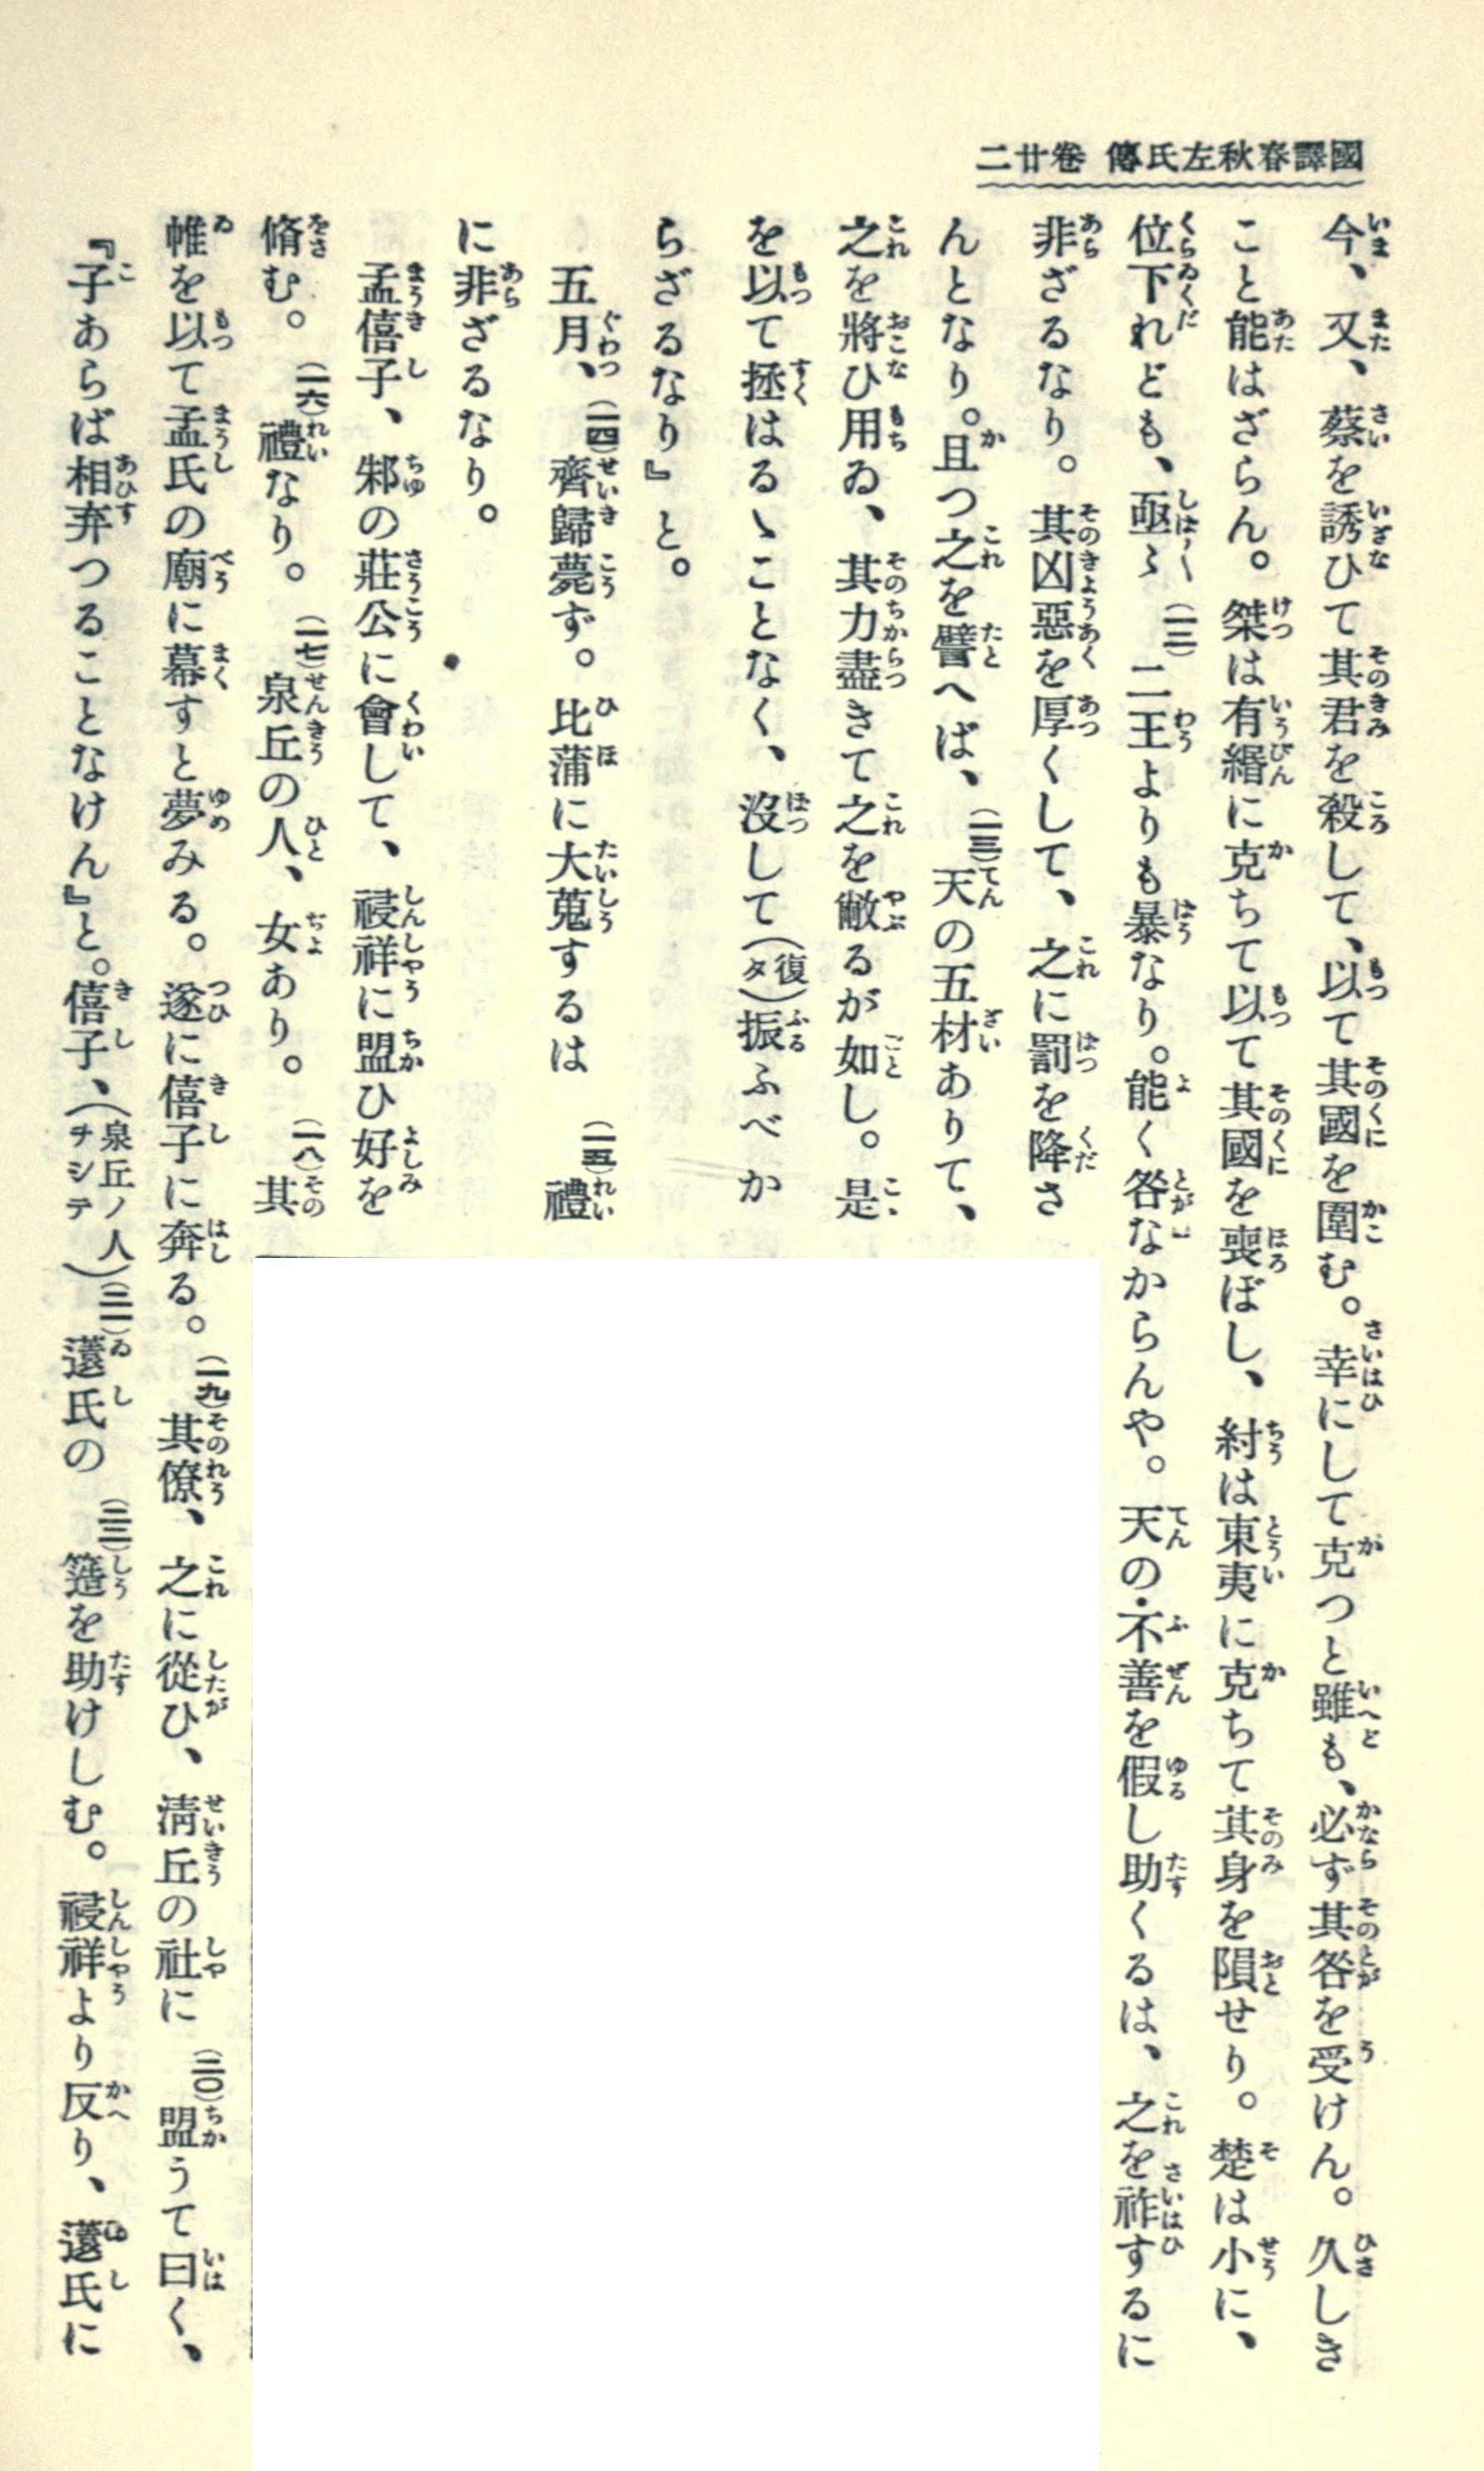 國譯春秋左氏傳 卷廿二
今、又、蔡を誘ひて其君を殺して、以て其國を圍む。幸にして克つと雖も、必ず其咎を受けん。久しき
こと能はざらん。桀は有緡に克ちて以て其國を喪ぼし、紂は東夷に克ちて其身を隕せり。楚は小に、
位下れども、亟〻(一二)二王よりも暴なり。能く咎なからんや。天の・不善を假し助くるは、之を祚するに
非ざるなり。其凶惡を厚くして、之に罰を降さ
んとなり。且つ之を譬へば、(一三)天の五材ありて、
之を將ひ用ゐ、其力盡きて之を敝るが如し。是
を以て拯はるゝことなく、沒して(復タ)振ふべか
らざるなり』と。
五月、(一四)齊歸薨ず。比蒲に大蒐するは(一五)禮
に非ざるなり。
孟僖子、邾の莊公に會して、祲祥に盟ひ好を
脩む。(一六)禮なり。(一七)泉丘の人、女あり。(一八)其
帷を以て孟氏の廟に幕すと夢みる。遂に僖子に奔る。(一九)其僚、之に從ひ、淸丘の社に(二〇)盟うて曰く、
『子あらば相弃つることなけん』と。僖子、(泉丘ノ人ヲシテ)(二一)薳氏の(二二)簉を助けしむ。祲祥より反り、薳氏に